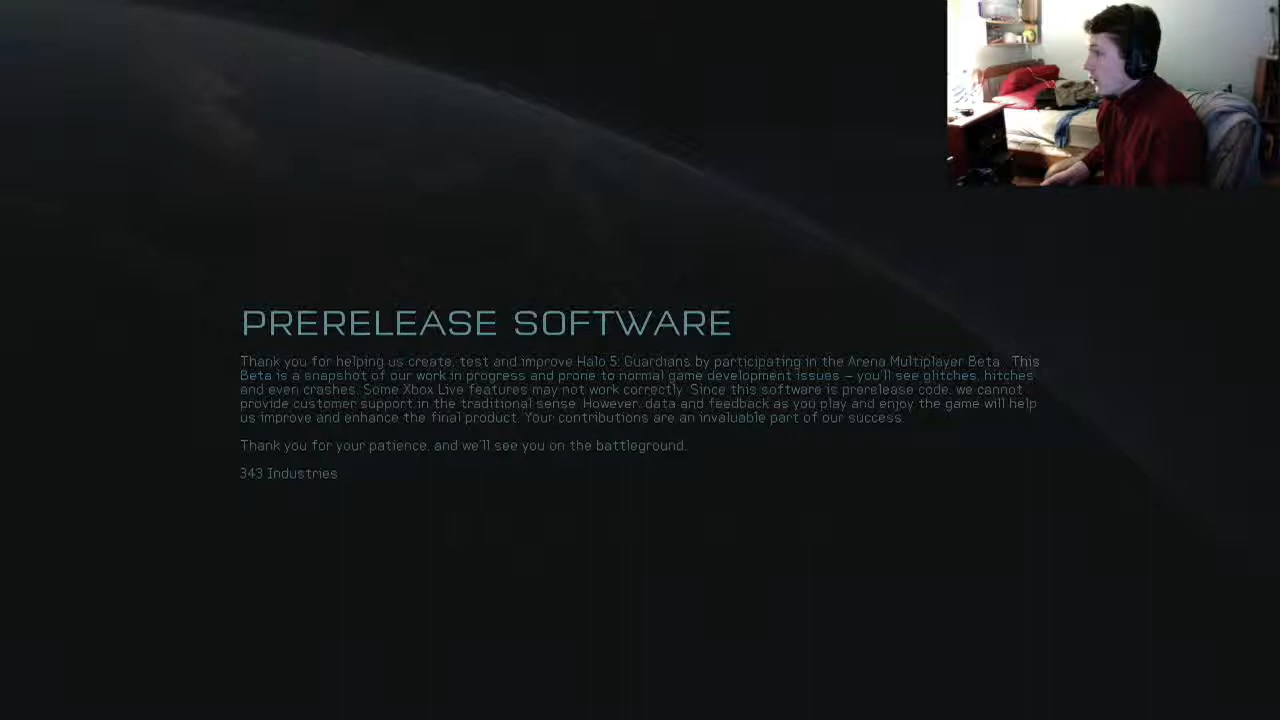 PRERELEASE SOFTWARE
Thank you for helping us create, test and improve Halo 5: Guardians by participating in the Arena Multiplayer Beta. This
Beta is a snapshot of our work in progress and prone to normal game development issues – you'll see glitches, hitches
and even crashes. Some Xbox Live features may not work correctly. Since this software is prerelease code, we cannot
provide customer support in the traditional sense. However, data and feedback as you play and enjoy the game will help
us improve and enhance the final product. Your contributions are an invaluable part of our success.
Thank you for your patience, and we'll see you on the battleground.
343 Industries